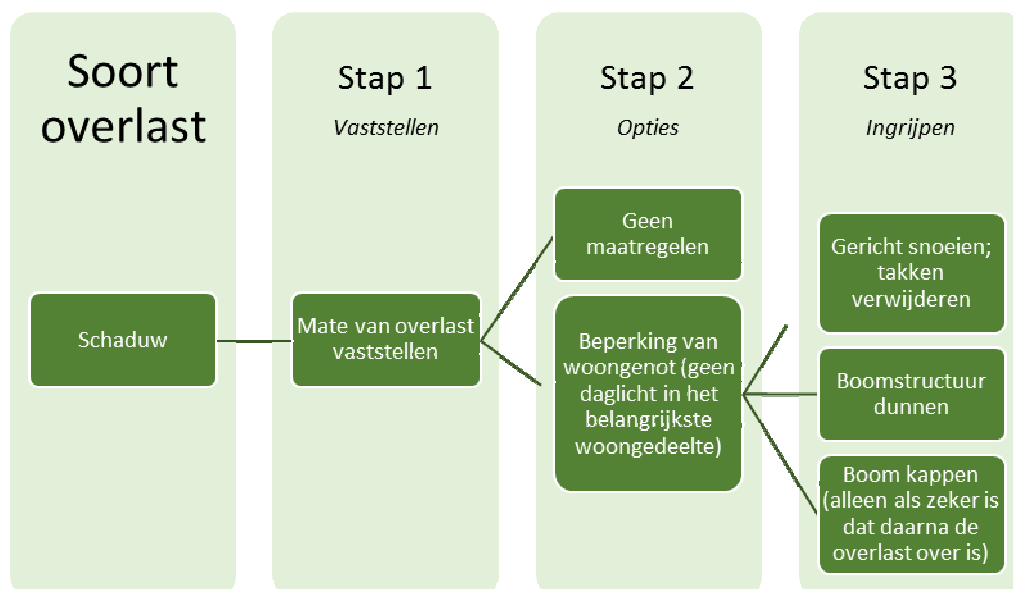 Soort
overlast
Stap 1
Vaststellen
Stap 2
Opties
Stap 3
Ingrijpen
Schaduw
Mate van overlast
vaststellen
Geen
maatregelen
Beperking van
woongenot (geen
daglicht in het
belangrijkste
woongedeelte)
Gericht snoeien;
takken
verwijderen
Boomstructuur
dunnen
Boom kappen
(alleen als zeker is
dat daarna de
overlast over is)